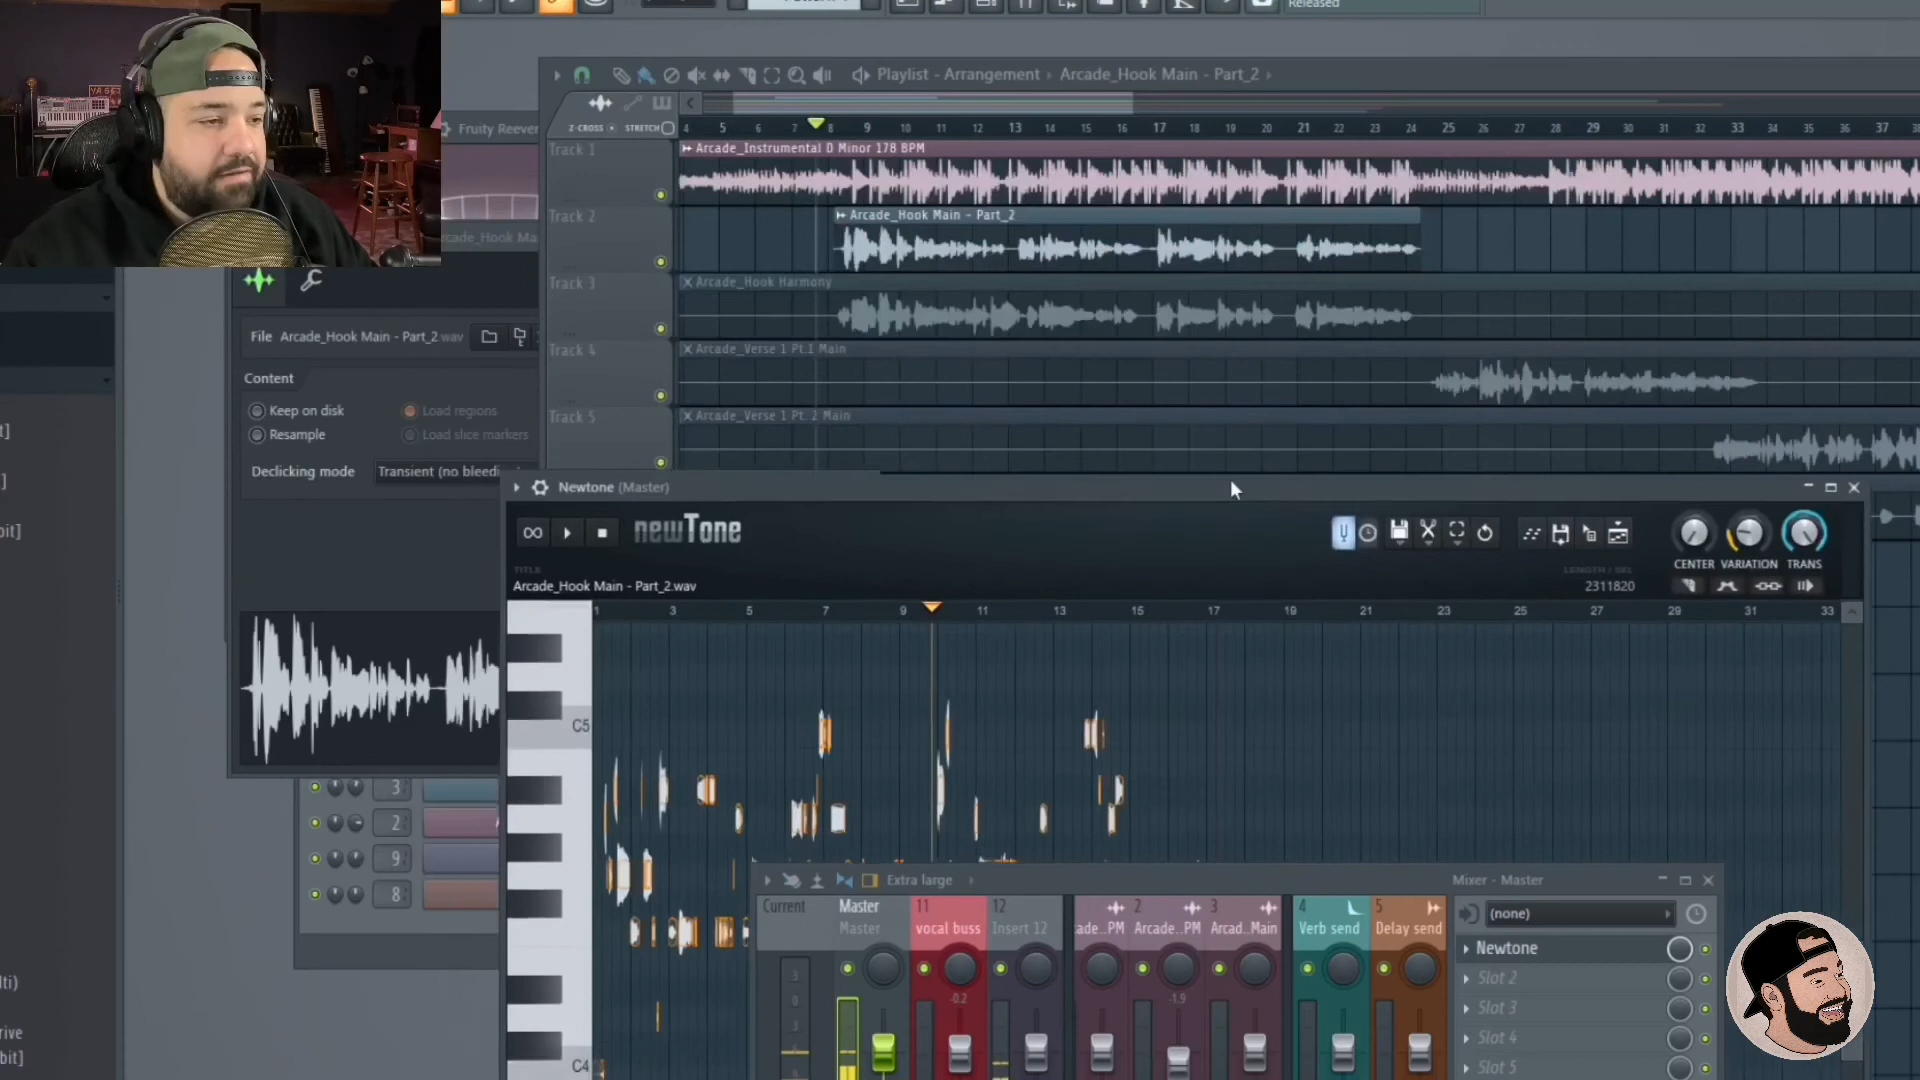 Released
Playlist - Arrangement › Arcade_Hook Main - Part_2 ›
Z-CROSS STRETCH
4 5 6 7 8 9 10 11 12 13 14 15 16 17 18 19 20 21 22 23 24 25 28 29 30 31 32 33 34 35 36 37
Fruity Reever
Track 1
Arcade_Instrumental D Minor 178 BPM
Track 2
Arcade_Hook Main - Part_2
Track 3
Arcade_Hook Harmony
Track 4
Arcade_Verse 1 Pt.1 Main
Track 5
Arcade_Verse 1 Pt. 2 Main
File Arcade_Hook Main - Part_2.wav
Content
Keep on disk
Load regions
Resample
Load slice markers
Declicking mode
Transient (no bleedi
Newtone (Master)
newTone
TITLE
Arcade_Hook Main - Part_2.wav
LENGTH / SEL
2311820
CENTER VARIATION TRANS
1 3 5 7 9 11 13 15 17 19 21 23 25 27 29 31 33
C5
C4
3
2
9
8
Extra large
Mixer - Master
Current
Master
Master
11
vocal buss
12
Insert 12
ade..PM
2
Arcade..PM
3
Arcad..Main
4
Verb send
5
Delay send
-0.2
-1.9
(none)
Newtone
Slot 2
Slot 3
Slot 4
Slot 5